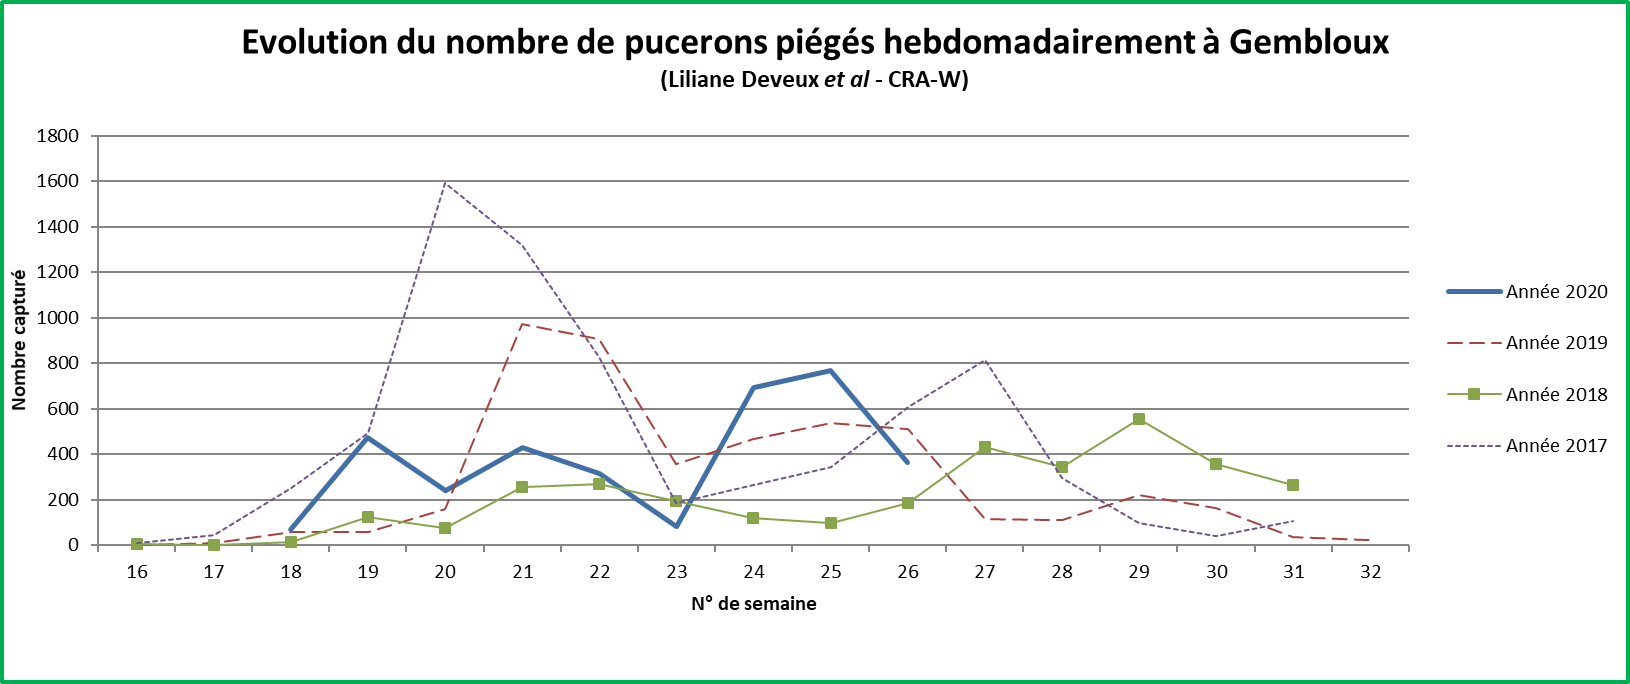 Evolution du nombre de pucerons piégés hebdomadairement à Gembloux
(Liliane Deveux et al - CRA-W)
1800
1600
1400
1200
1000
800
600
400
200
0
Nombre capturé
16 17 18 19 20 21 22 23 24 25 26 27 28 29 30 31 32
N° de semaine
Année 2020
Année 2019
Année 2018
Année 2017